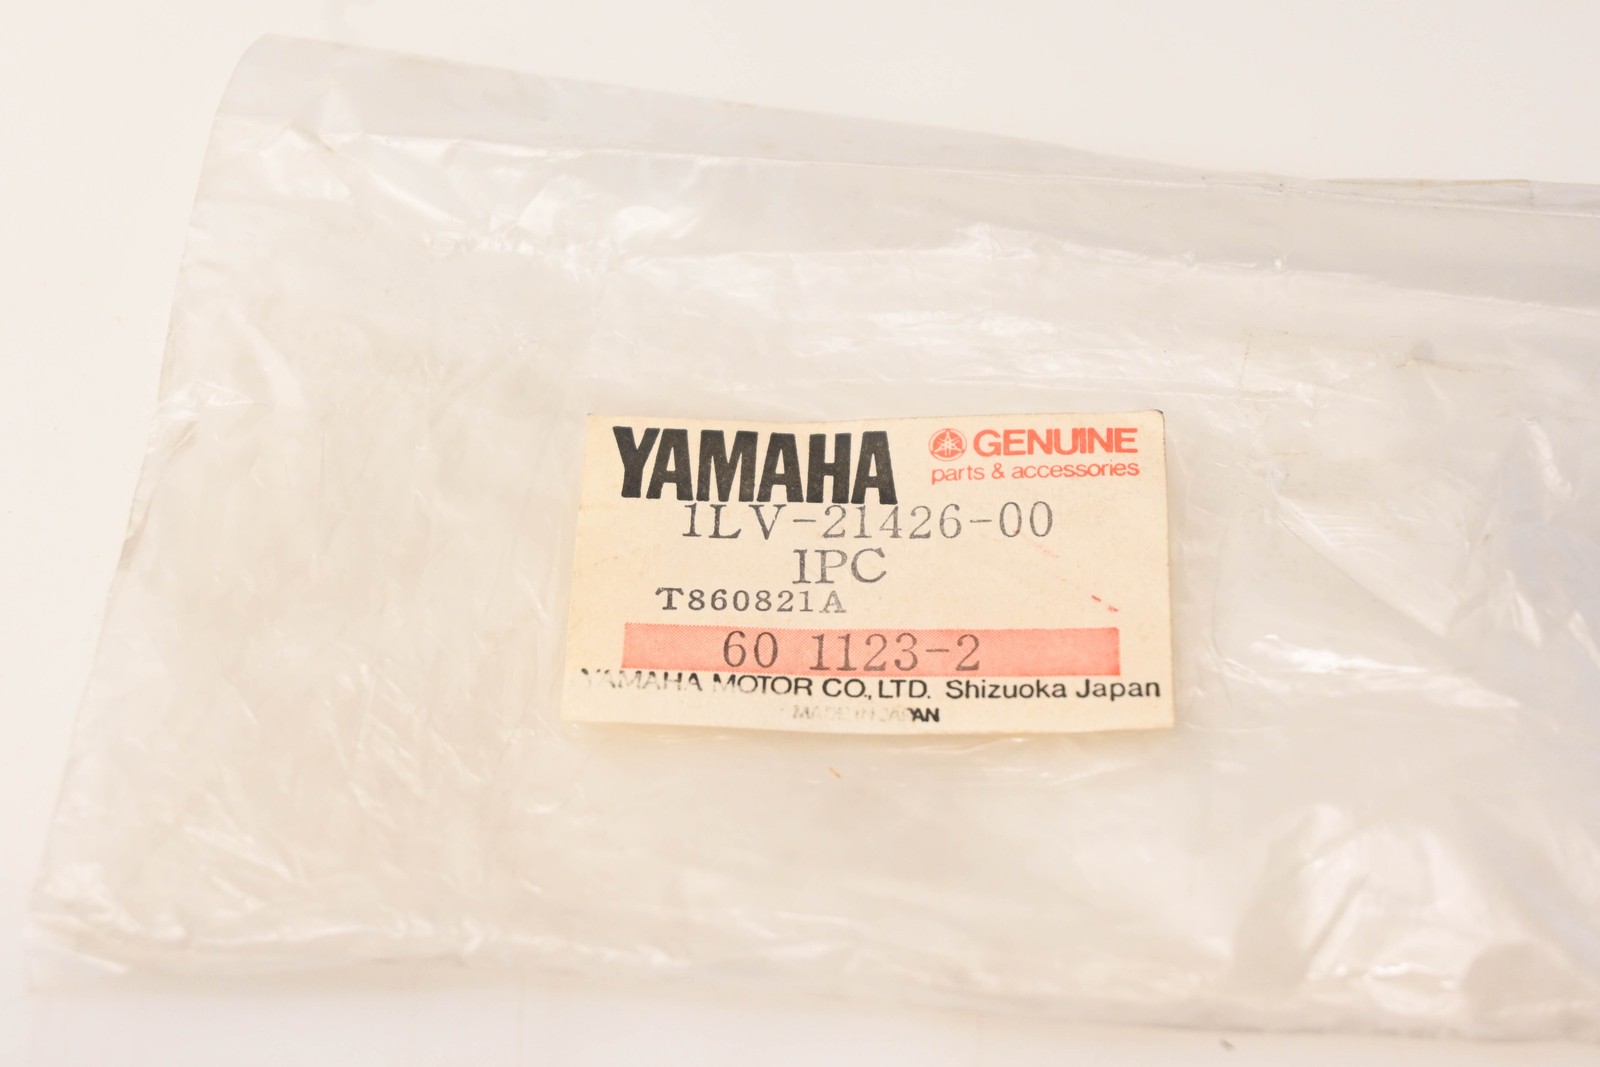 YAMAHA GENUINE
parts & accessories
1LV-21426-00
1PC
T860821A
60 1123-2
YAMAHA MOTOR CO., LTD. Shizuoka Japan
MADE IN JAPAN